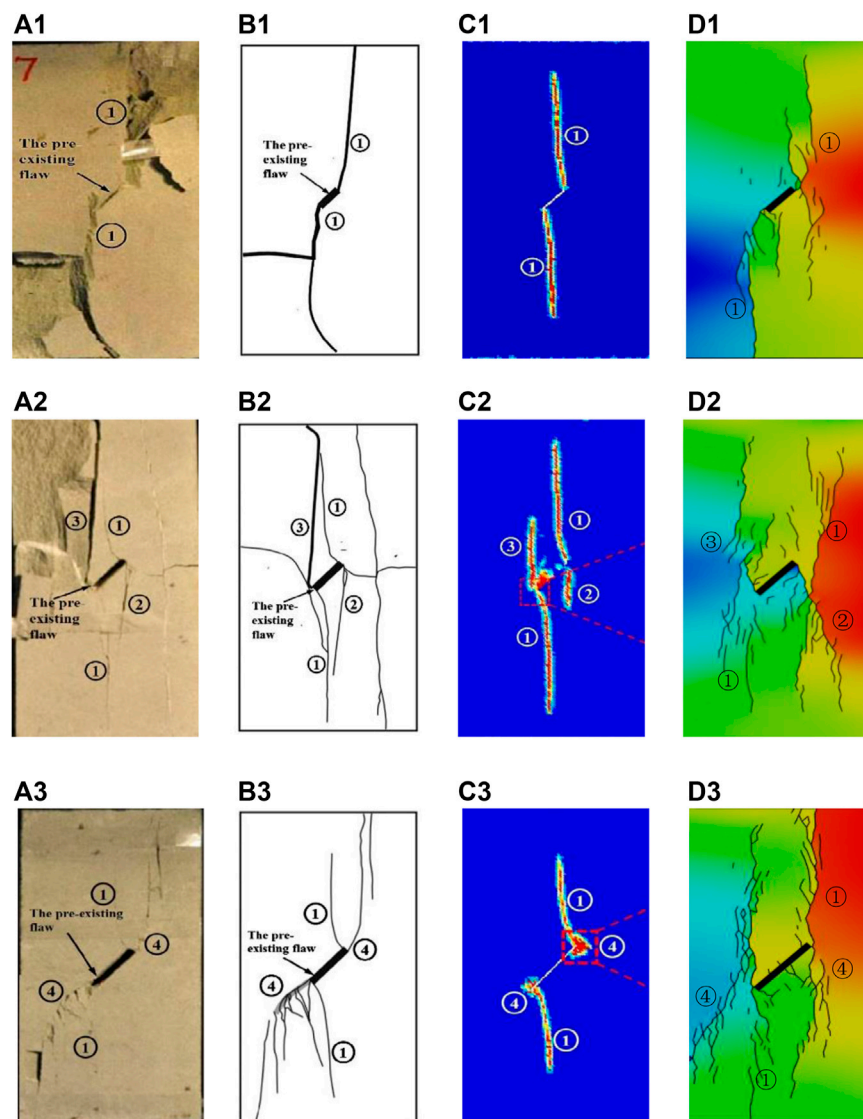 A1
B1
C1
D1
7
①
The pre-
existing
flaw
①
①
The pre-
existing
flaw
①
①
①
①
①
A2
B2
C2
D2
③
①
②
The pre-
existing
flaw
①
①
③
②
The pre-
existing
flaw
①
①
③
②
①
①
③
②
①
A3
B3
C3
D3
①
The pre-existing
flaw
④
④
①
①
The pre-
existing flaw
④
④
①
①
④
④
①
①
④
④
①